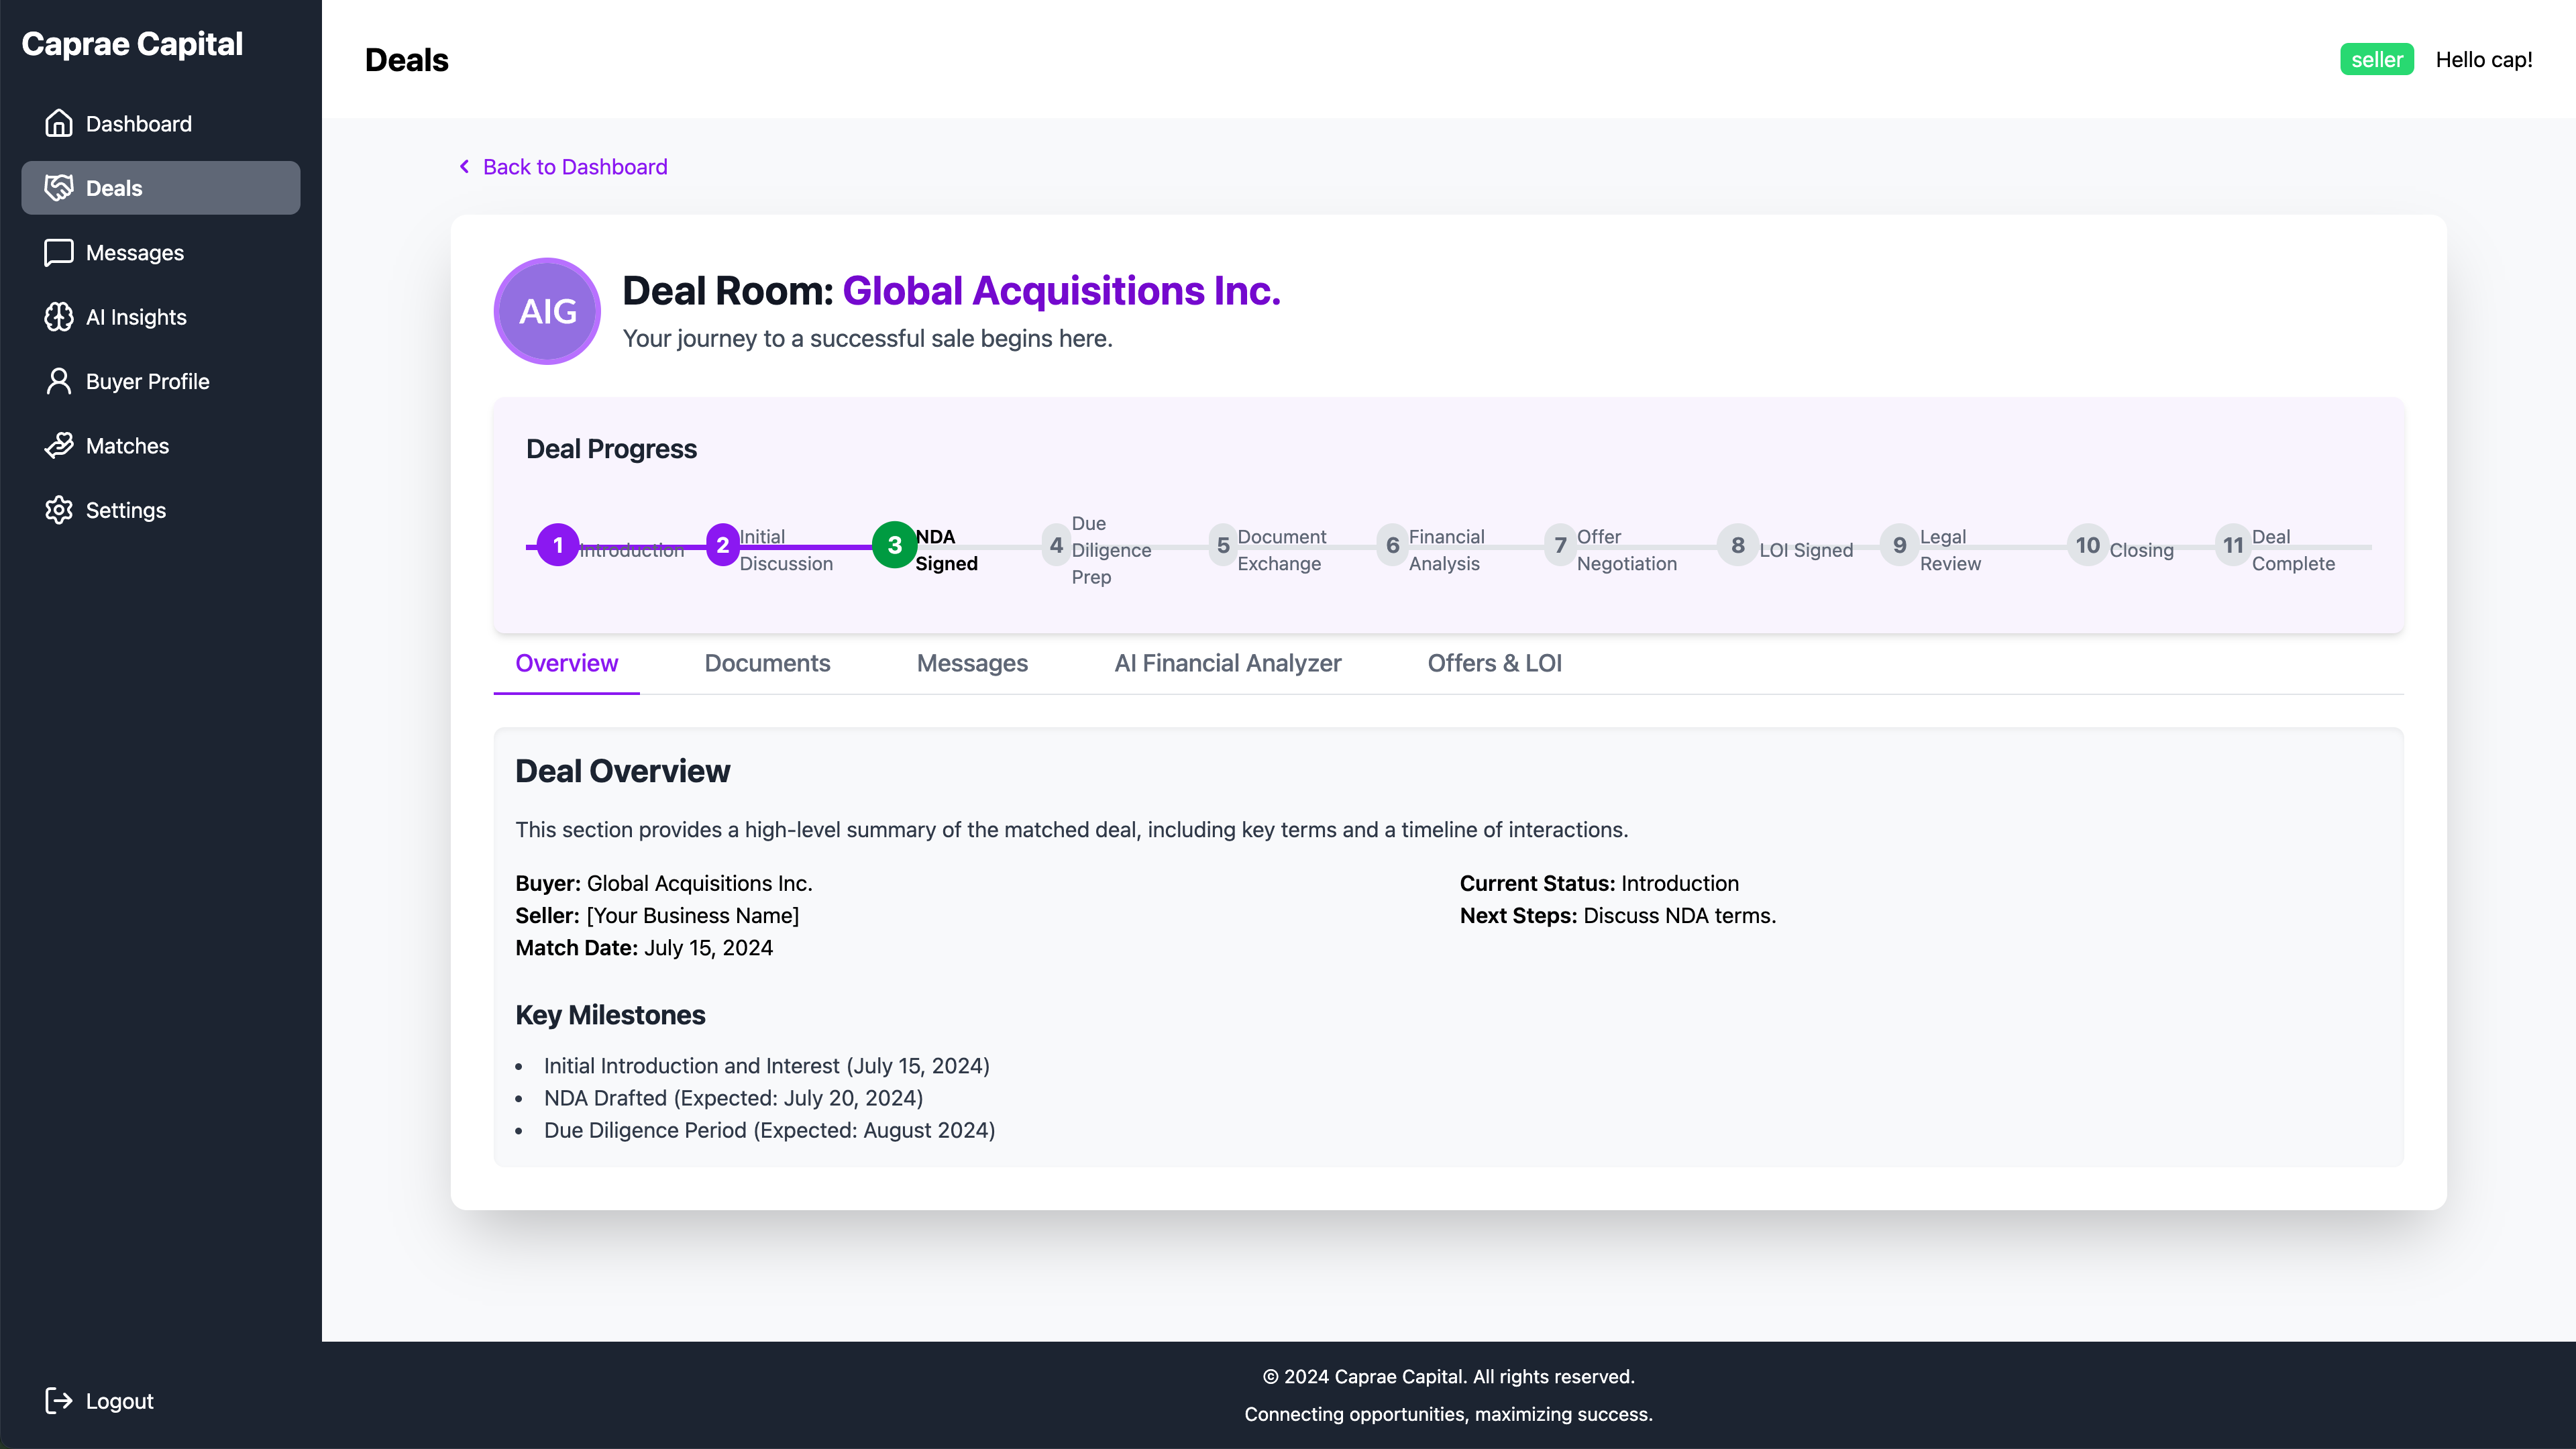 Caprae Capital
Dashboard
Deals
Messages
AI Insights
Buyer Profile
Matches
Settings
Logout
Deals
seller
Hello cap!
Back to Dashboard
AIG
Deal Room: Global Acquisitions Inc.
Your journey to a successful sale begins here.
Deal Progress
1
Introduction
2
Initial
Discussion
3
NDA
Signed
4
Due
Diligence
Prep
5
Document
Exchange
6
Financial
Analysis
7
Offer
Negotiation
8
LOI Signed
9
Legal
Review
10
Closing
11
Deal
Complete
Overview
Documents
Messages
AI Financial Analyzer
Offers & LOI
Deal Overview
This section provides a high-level summary of the matched deal, including key terms and a timeline of interactions.
Buyer: Global Acquisitions Inc.
Seller: [Your Business Name]
Match Date: July 15, 2024
Current Status: Introduction
Next Steps: Discuss NDA terms.
Key Milestones
• Initial Introduction and Interest (July 15, 2024)
• NDA Drafted (Expected: July 20, 2024)
• Due Diligence Period (Expected: August 2024)
© 2024 Caprae Capital. All rights reserved.
Connecting opportunities, maximizing success.